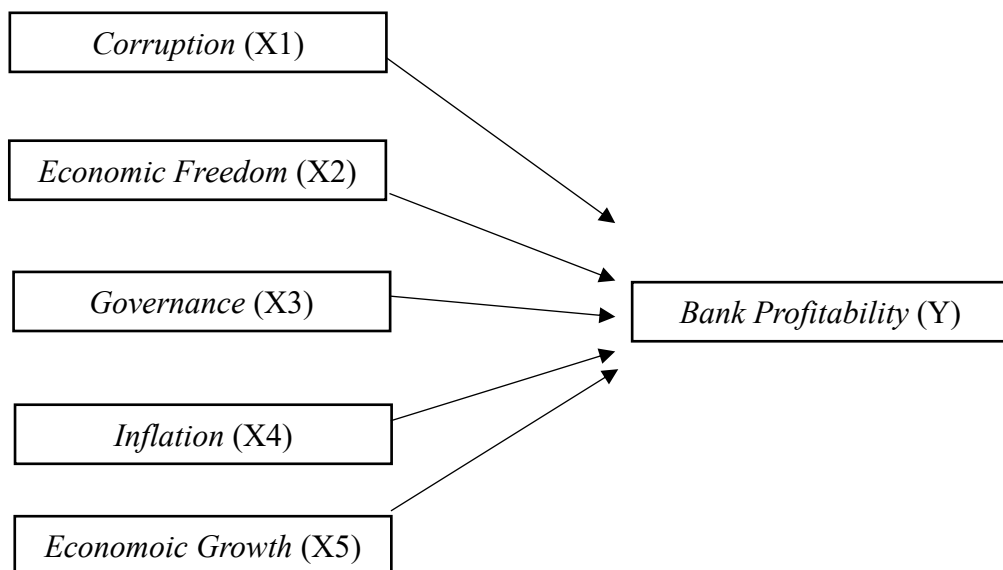 Corruption (X1)
Economic Freedom (X2)
Governance (X3)
Bank Profitability (Y)
Inflation (X4)
Economoic Growth (X5)